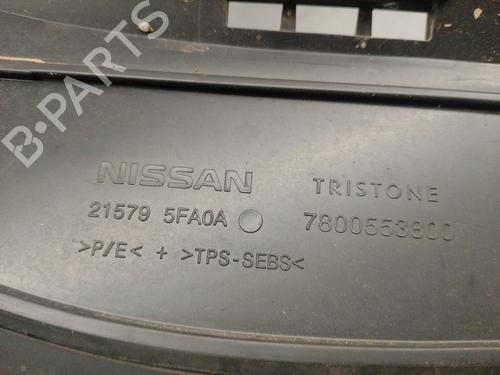 B-PARTS
NISSAN TRISTONE
21579 5FA0A 7800553800
>P/E< + >TPS-SEBS<